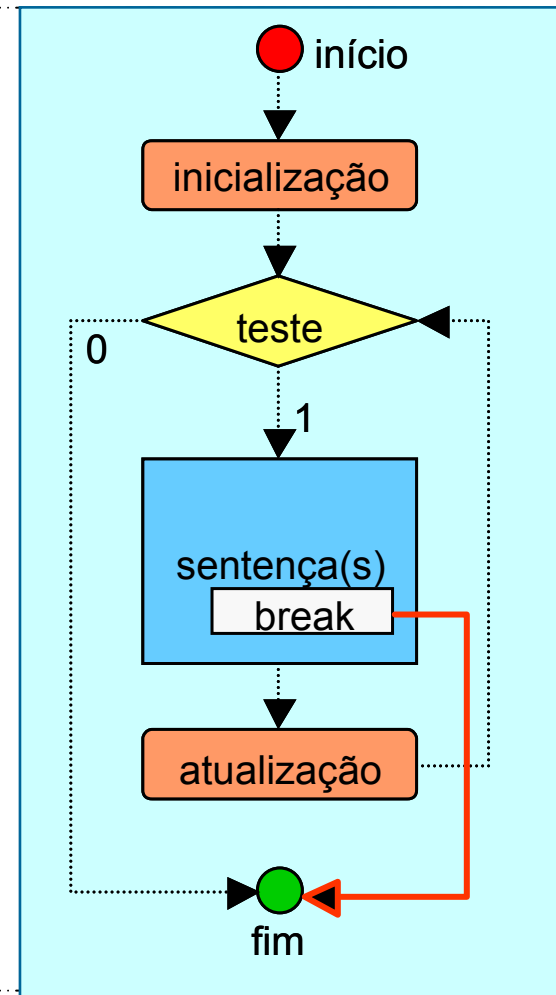 início
inicialização
teste
0
1
sentença(s)
break
atualização
fim